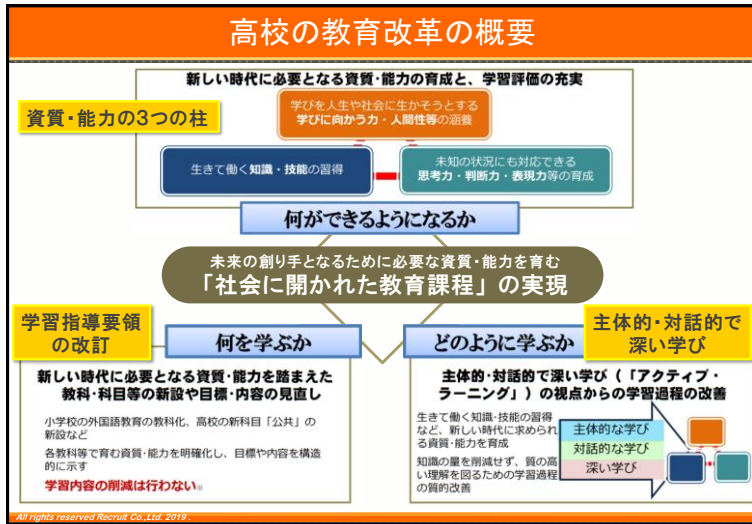 高校の教育改革の概要
新しい時代に必要となる資質・能力の育成と、学習評価の充実
資質・能力の3つの柱
学びを人生や社会に生かそうとする
学びに向かう力・人間性等の涵養
生きて働く知識・技能の習得
未知の状況にも対応できる
思考力・判断力・表現力等の育成
何ができるようになるか
未来の創り手となるために必要な資質・能力を育む
「社会に開かれた教育課程」の実現
学習指導要領
の改訂
何を学ぶか
新しい時代に必要となる資質・能力を踏まえた
教科・科目等の新設や目標・内容の見直し
小学校の外国語教育の教科化、高校の新科目「公共」の
新設など
各教科等で育む資質・能力を明確化し、目標や内容を構造
的に示す
学習内容の削減は行わない※
どのように学ぶか
主体的・対話的で
深い学び
主体的・対話的で深い学び(「アクティブ・
ラーニング」)の視点からの学習過程の改善
生きて働く知識・技能の習得
など、新しい時代に求められ
る資質・能力を育成
知識の量を削減せず、質の高
い理解を図るための学習過程
の質的改善
主体的な学び
対話的な学び
深い学び
All rights reserved Recruit Co.,Ltd. 2019 .